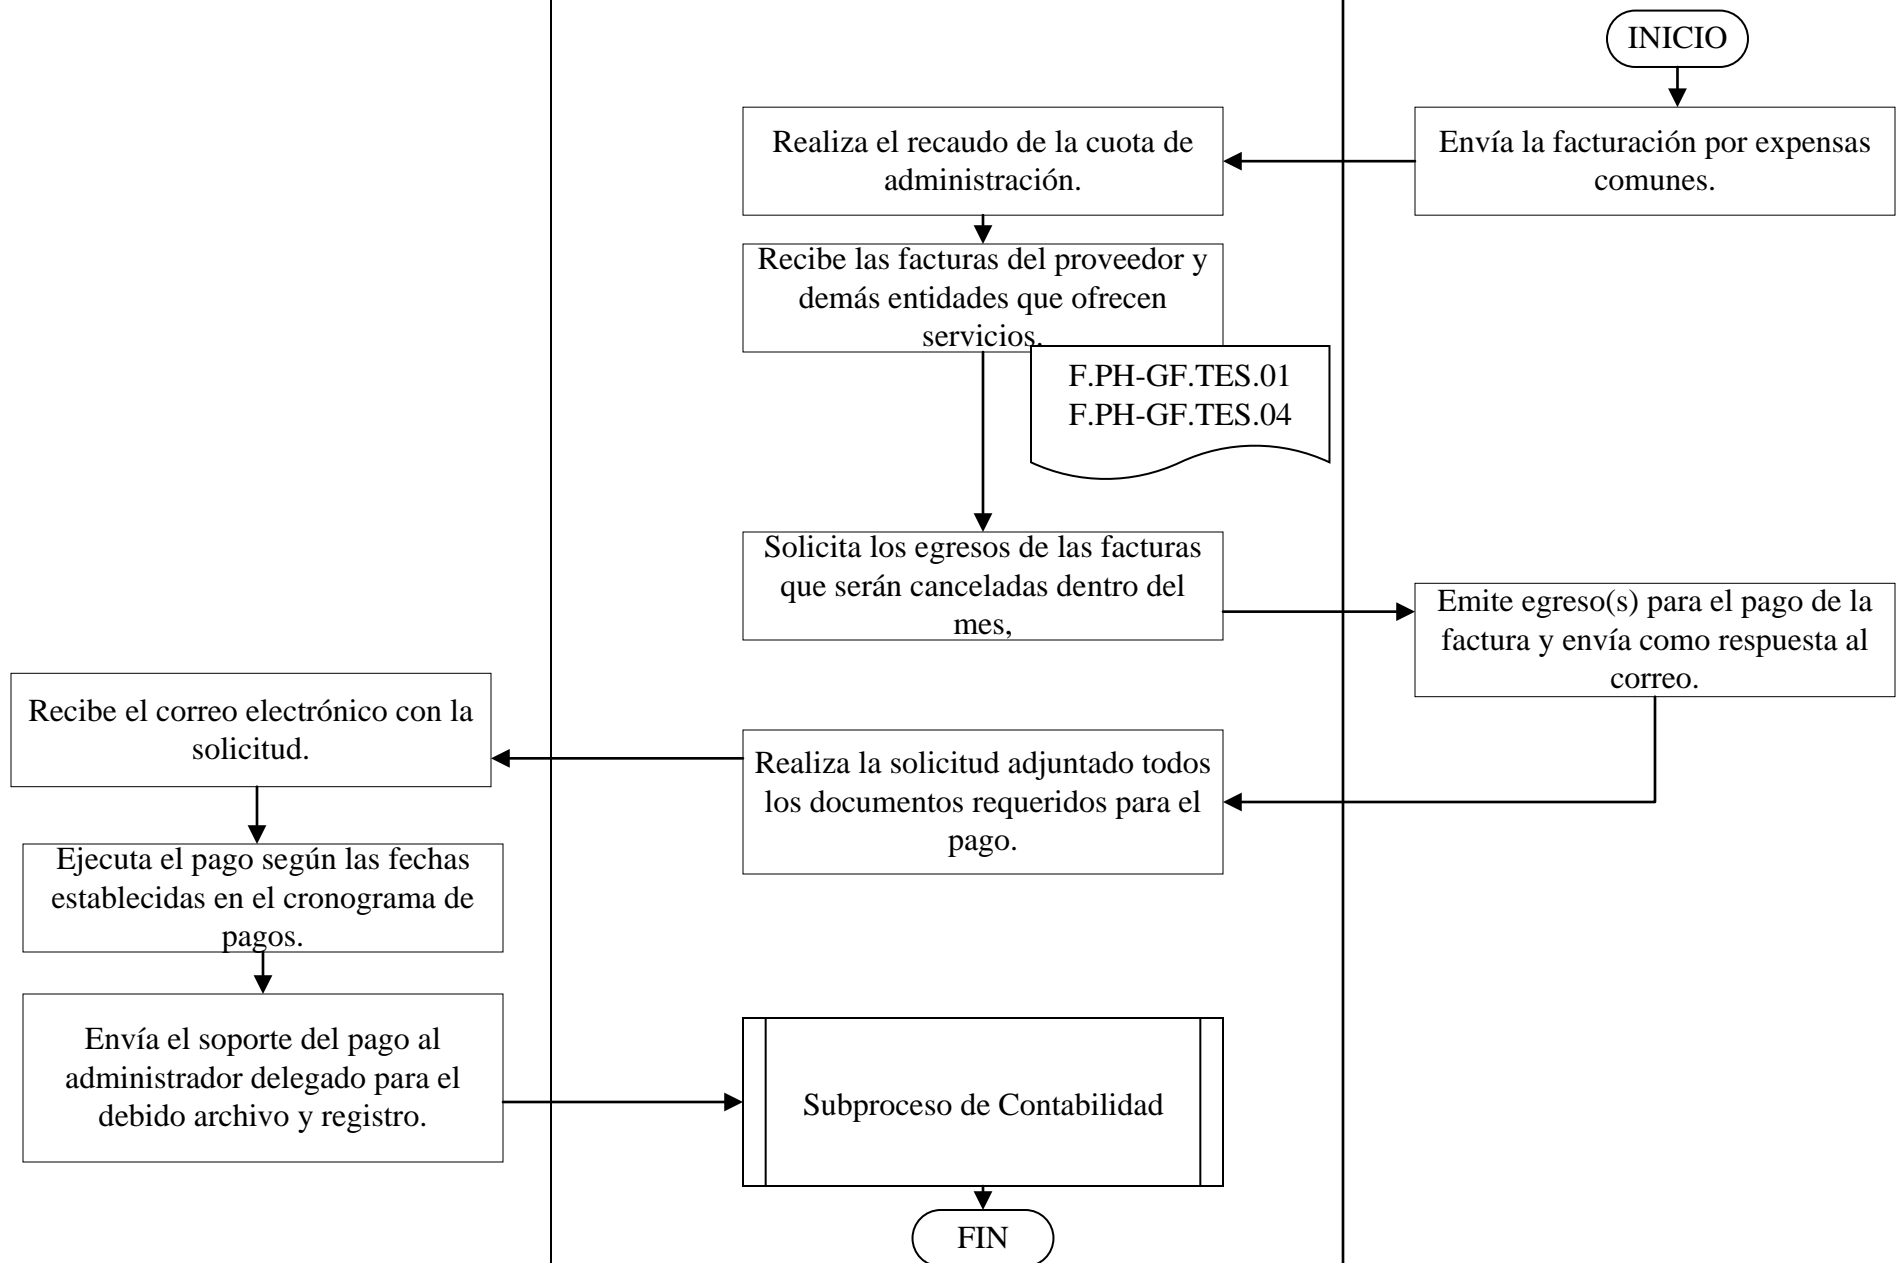 INICIO
Envía la facturación por expensas
comunes.
Realiza el recaudo de la cuota de
administración.
Recibe las facturas del proveedor y
demás entidades que ofrecen
servicios.
F.PH-GF.TES.01
F.PH-GF.TES.04
Solicita los egresos de las facturas
que serán canceladas dentro del
mes,
Emite egreso(s) para el pago de la
factura y envía como respuesta al
correo.
Realiza la solicitud adjuntado todos
los documentos requeridos para el
pago.
Recibe el correo electrónico con la
solicitud.
Ejecuta el pago según las fechas
establecidas en el cronograma de
pagos.
Envía el soporte del pago al
administrador delegado para el
debido archivo y registro.
Subproceso de Contabilidad
FIN